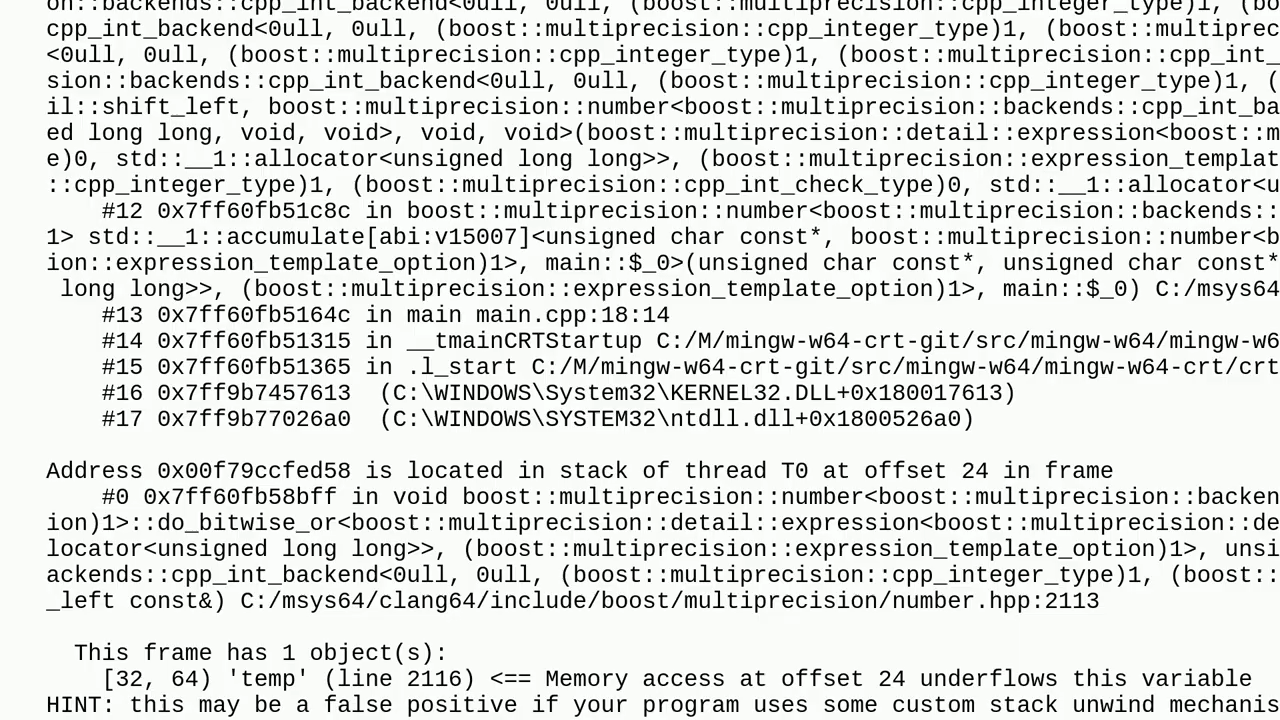 on::backends::cpp_int_backend<0ull, 0ull, (boost::multiprecision::cpp_integer_type)1, (bo
cpp_int_backend<0ull, 0ull, (boost::multiprecision::cpp_integer_type)1, (boost::multiprec
<0ull, 0ull, (boost::multiprecision::cpp_integer_type)1, (boost::multiprecision::cpp_int_
sion::backends::cpp_int_backend<0ull, 0ull, (boost::multiprecision::cpp_integer_type)1, (
il::shift_left, boost::multiprecision::number<boost::multiprecision::backends::cpp_int_ba
ed long long, void, void>, void, void>(boost::multiprecision::detail::expression<boost::m
e)0, std::__1::allocator<unsigned long long>>, (boost::multiprecision::expression_templat
::cpp_integer_type)1, (boost::multiprecision::cpp_int_check_type)0, std::__1::allocator<u
    #12 0x7ff60fb51c8c in boost::multiprecision::number<boost::multiprecision::backends::
1> std::__1::accumulate[abi:v15007]<unsigned char const*, boost::multiprecision::number<b
ion::expression_template_option)1>, main::$_0>(unsigned char const*, unsigned char const*
 long long>>, (boost::multiprecision::expression_template_option)1>, main::$_0) C:/msys64
    #13 0x7ff60fb5164c in main main.cpp:18:14
    #14 0x7ff60fb51315 in __tmainCRTStartup C:/M/mingw-w64-crt-git/src/mingw-w64/mingw-w6
    #15 0x7ff60fb51365 in .l_start C:/M/mingw-w64-crt-git/src/mingw-w64/mingw-w64-crt/crt
    #16 0x7ff9b7457613  (C:\WINDOWS\System32\KERNEL32.DLL+0x180017613)
    #17 0x7ff9b77026a0  (C:\WINDOWS\SYSTEM32\ntdll.dll+0x1800526a0)

Address 0x00f79ccfed58 is located in stack of thread T0 at offset 24 in frame
    #0 0x7ff60fb58bff in void boost::multiprecision::number<boost::multiprecision::backen
ion)1>::do_bitwise_or<boost::multiprecision::detail::expression<boost::multiprecision::de
locator<unsigned long long>>, (boost::multiprecision::expression_template_option)1>, unsi
ackends::cpp_int_backend<0ull, 0ull, (boost::multiprecision::cpp_integer_type)1, (boost::
_left const&) C:/msys64/clang64/include/boost/multiprecision/number.hpp:2113

  This frame has 1 object(s):
    [32, 64) 'temp' (line 2116) <== Memory access at offset 24 underflows this variable
HINT: this may be a false positive if your program uses some custom stack unwind mechanis